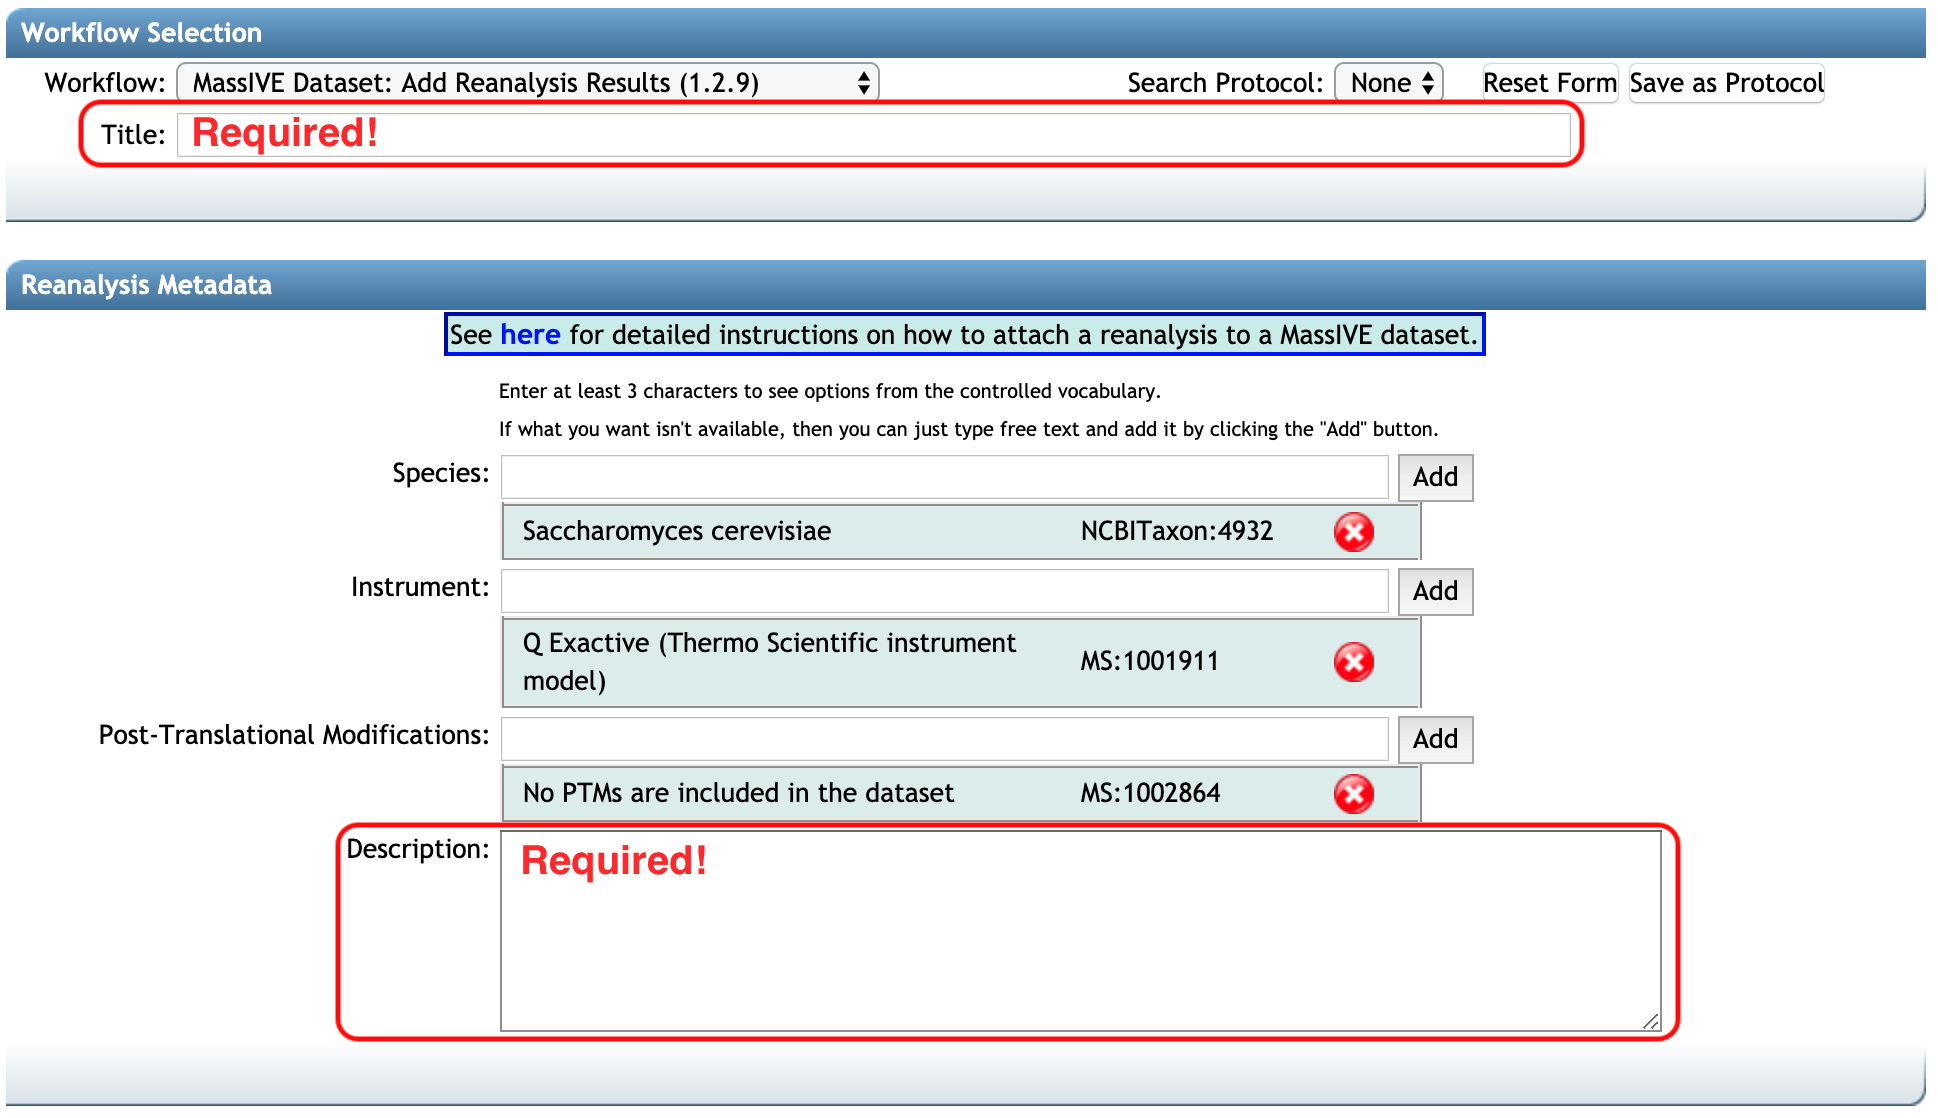 Workflow Selection
Workflow: MassIVE Dataset: Add Reanalysis Results (1.2.9) Search Protocol: None Reset Form Save as Protocol
Title: Required!
Reanalysis Metadata
See here for detailed instructions on how to attach a reanalysis to a MassIVE dataset.
Enter at least 3 characters to see options from the controlled vocabulary.
If what you want isn't available, then you can just type free text and add it by clicking the "Add" button.
Species: Add
Saccharomyces cerevisiae NCBITaxon:4932
Instrument: Add
Q Exactive (Thermo Scientific instrument
model) MS:1001911
Post-Translational Modifications: Add
No PTMs are included in the dataset MS:1002864
Description: Required!